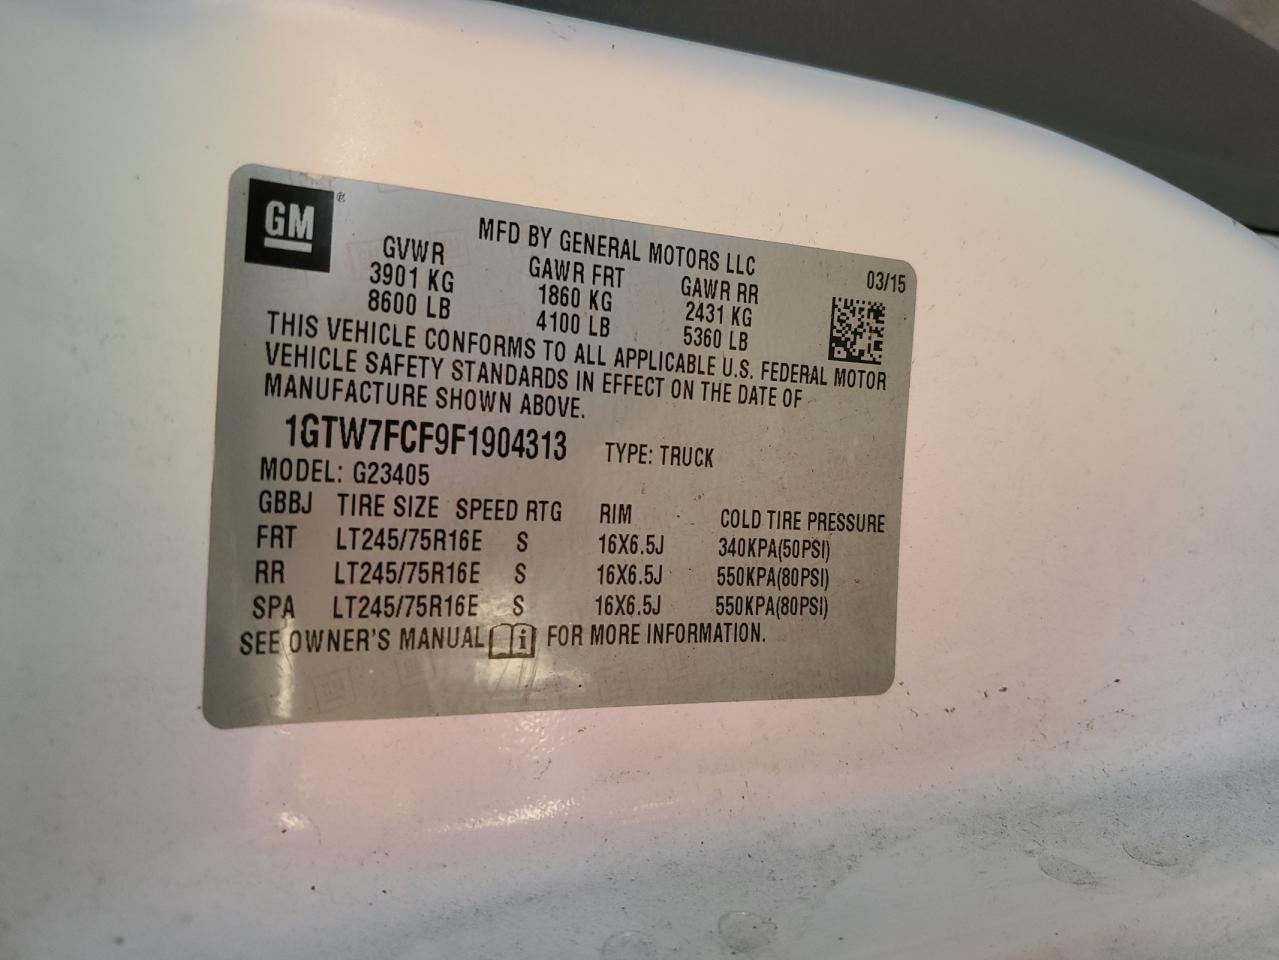 GM ®
MFD BY GENERAL MOTORS LLC
03/15
GVWR GAWR FRT GAWR RR
3901 KG 1860 KG 2431 KG
8600 LB 4100 LB 5360 LB
THIS VEHICLE CONFORMS TO ALL APPLICABLE U.S. FEDERAL MOTOR
VEHICLE SAFETY STANDARDS IN EFFECT ON THE DATE OF
MANUFACTURE SHOWN ABOVE.
1GTW7FCF9F1904313 TYPE: TRUCK
MODEL: G23405
GBBJ TIRE SIZE SPEED RTG RIM COLD TIRE PRESSURE
FRT LT245/75R16E S 16X6.5J 340KPA(50PSI)
RR LT245/75R16E S 16X6.5J 550KPA(80PSI)
SPA LT245/75R16E S 16X6.5J 550KPA(80PSI)
SEE OWNER'S MANUAL i FOR MORE INFORMATION.